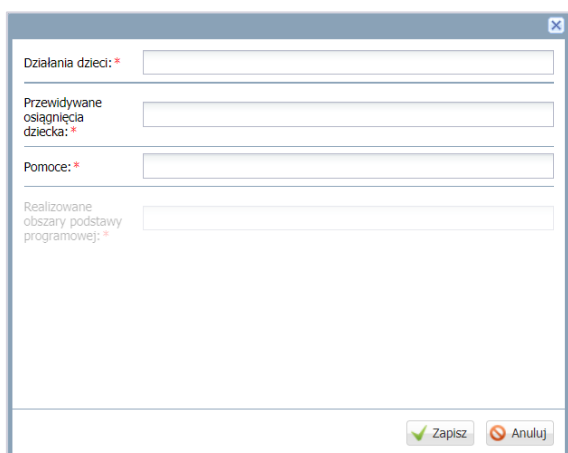 Działania dzieci: *
Przewidywane
osiągnięcia
dziecka: *
Pomoce: *
Realizowane
obszary podstawy
programowej: *
Zapisz Anuluj